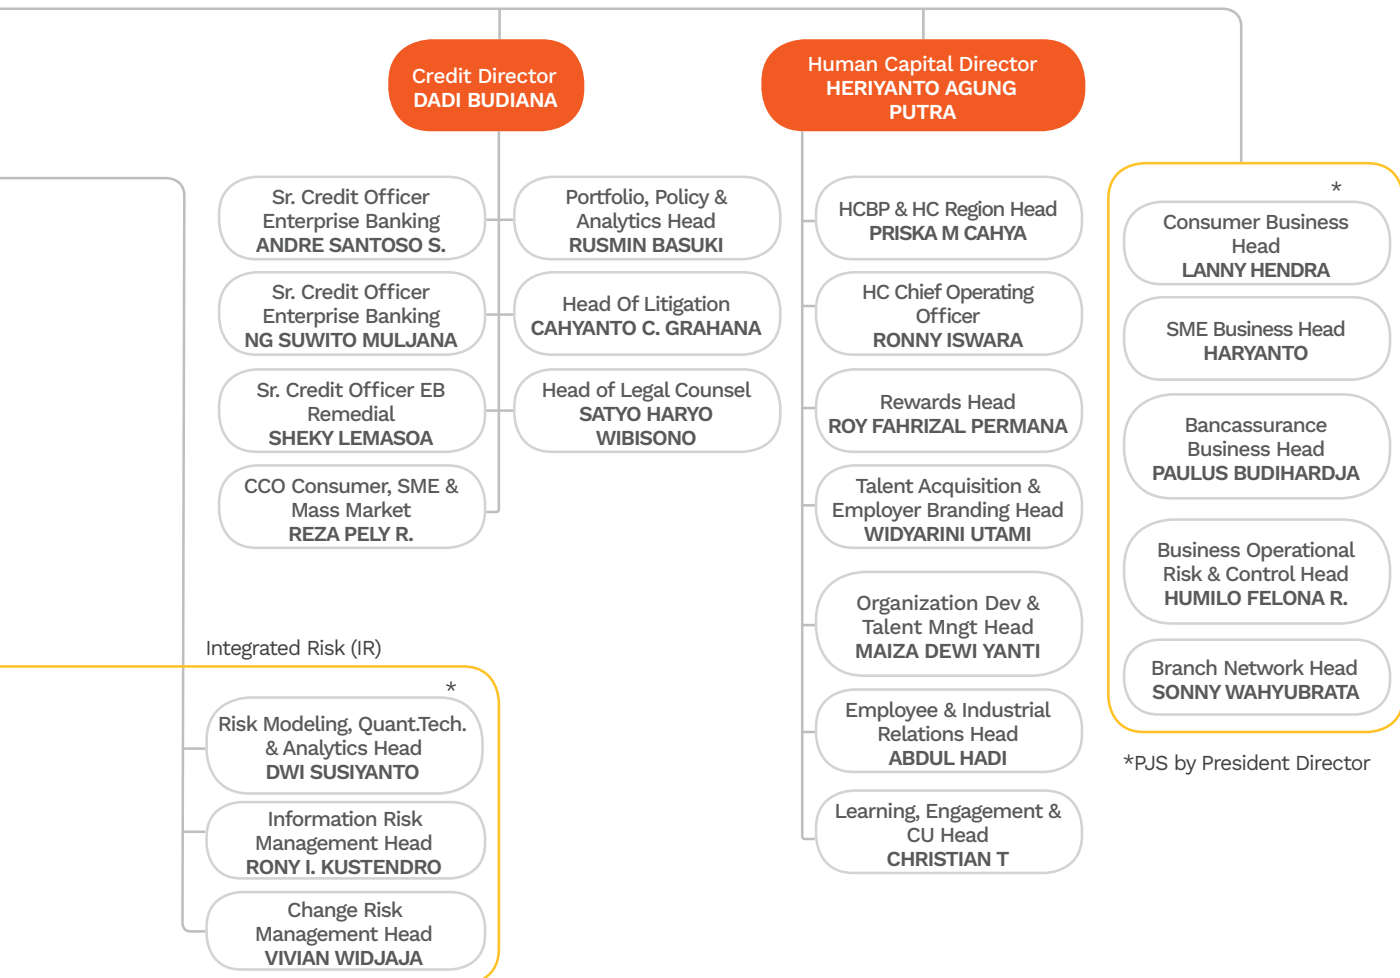 Credit Director
DADI BUDIANA
Human Capital Director
HERIYANTO AGUNG
PUTRA
Sr. Credit Officer
Enterprise Banking
ANDRE SANTOSO S.
Sr. Credit Officer
Enterprise Banking
NG SUWITO MULJANA
Sr. Credit Officer EB
Remedial
SHEKY LEMASOA
CCO Consumer, SME &
Mass Market
REZA PELY R.
Portfolio, Policy &
Analytics Head
RUSMIN BASUKI
Head Of Litigation
CAHYANTO C. GRAHANA
Head of Legal Counsel
SATYO HARYO
WIBISONO
HCBP & HC Region Head
PRISKA M CAHYA
HC Chief Operating
Officer
RONNY ISWARA
Rewards Head
ROY FAHRIZAL PERMANA
Talent Acquisition &
Employer Branding Head
WIDYARINI UTAMI
Organization Dev &
Talent Mngt Head
MAIZA DEWI YANTI
Employee & Industrial
Relations Head
ABDUL HADI
Learning, Engagement &
CU Head
CHRISTIAN T
*
Consumer Business
Head
LANNY HENDRA
SME Business Head
HARYANTO
Bancassurance
Business Head
PAULUS BUDIHARDJA
Business Operational
Risk & Control Head
HUMILO FELONA R.
Branch Network Head
SONNY WAHYUBRATA
*PJS by President Director
Integrated Risk (IR)
*
Risk Modeling, Quant.Tech.
& Analytics Head
DWI SUSIYANTO
Information Risk
Management Head
RONY I. KUSTENDRO
Change Risk
Management Head
VIVIAN WIDJAJA